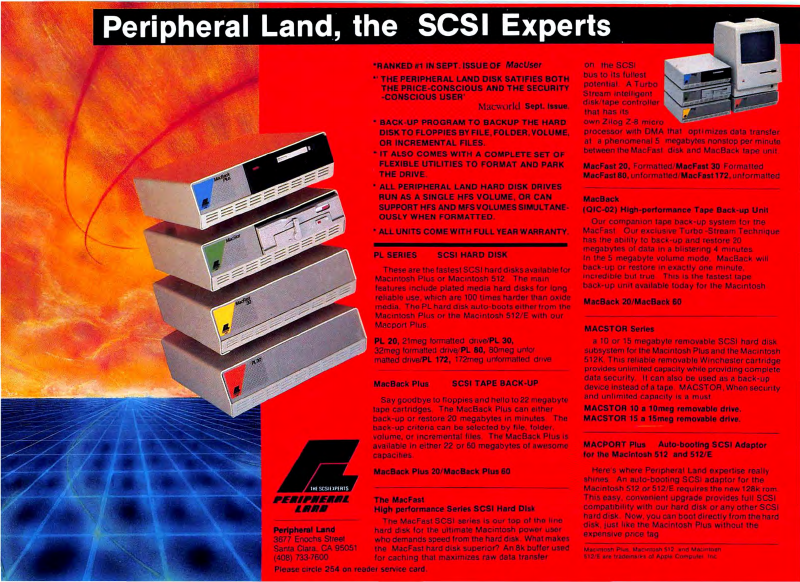 Peripheral Land, the SCSI Experts
*RANKED #1 IN SEPT. ISSUE OF MacUser
* THE PERIPHERAL LAND DISK SATIFIES BOTH
THE PRICE-CONSCIOUS AND THE SECURITY
-CONSCIOUS USER'
Macworld Sept. Issue.
* BACK-UP PROGRAM TO BACKUP THE HARD
DISK TO FLOPPIES BY FILE, FOLDER, VOLUME,
OR INCREMENTAL FILES.
* IT ALSO COMES WITH A COMPLETE SET OF
FLEXIBLE UTILITIES TO FORMAT AND PARK
THE DRIVE.
* ALL PERIPHERAL LAND HARD DISK DRIVES
RUN AS A SINGLE HFS VOLUME, OR CAN
SUPPORT HFS AND MFS VOLUMES SIMULTANE-
OUSLY WHEN FORMATTED.
* ALL UNITS COME WITH FULL YEAR WARRANTY.
PL SERIES SCSI HARD DISK
These are the fastest SCSI hard disks available for
Macintosh Plus or Macintosh 512 The main
features include plated media hard disks for long
reliable use, which are 100 times harder than oxide
media. The PL hard disk auto-boots either from the
Macintosh Plus or the Macintosh 512/E with our
Macport Plus.
PL 20, 21meg formatted drive/PL 30,
32meg formatted drive/PL 80, 80meg unfor
matted drive/PL 172, 172meg unformatted drive
MacBack Plus SCSI TAPE BACK-UP
Say goodbye to floppies and hello to 22 megabyte
tape cartridges. The MacBack Plus can either
back-up or restore 20 megabytes in minutes. The
back-up criteria can be selected by file, folder,
volume, or incremental files. The MacBack Plus is
available in either 22 or 60 megabytes of awesome
capacities.
MacBack Plus 20/MacBack Plus 60
The MacFast
High performance Series SCSI Hard Disk
The MacFast SCSI series is our top of the line
hard disk for the ultimate Macintosh power user
who demands speed from the hard disk. What makes
the MacFast hard disk superior? An 8k buffer used
for caching that maximizes raw data transfer
on the SCSI
bus to its fullest
potential. A Turbo
Stream intelligent
disk/tape controller
that has its
own Zilog Z-8 micro
processor with DMA that optimizes data transfer
at a phenomenal 5 megabytes nonstop per minute
between the MacFast disk and MacBack tape unit.
MacFast 20, Formatted/MacFast 30 Formatted
MacFast 80, unformatted/MacFast 172, unformatted
MacBack
(QIC-02) High-performance Tape Back-up Unit
Our companion tape back-up system for the
MacFast. Our exclusive Turbo-Stream Technique
has the ability to back-up and restore 20
megabytes of data in a blistering 4 minutes.
In the 5 megabyte volume mode, MacBack will
back-up or restore in exactly one minute,
incredible but true. This is the fastest tape
back-up unit available today for the Macintosh.
MacBack 20/MacBack 60
MACSTOR Series
a 10 or 15 megabyte removable SCSI hard disk
subsystem for the Macintosh Plus and the Macintosh
512K. This reliable removable Winchester cartridge
provides unlimited capacity while providing complete
data security. It can also be used as a back-up
device instead of a tape. MACSTOR, When security
and unlimited capacity is a must.
MACSTOR 10 a 10meg removable drive.
MACSTOR 15 a 15meg removable drive.
MACPORT Plus Auto-booting SCSI Adaptor
for the Macintosh 512 and 512/E
Here's where Peripheral Land expertise really
shines. An auto-booting SCSI adaptor for the
Macintosh 512 or 512/E requires the new 128k rom.
This easy, convenient upgrade provides full SCSI
compatibility with our hard disk or any other SCSI
hard disk. Now, you can boot directly from the hard
disk, just like the Macintosh Plus without the
expensive price tag.
Macintosh Plus, Macintosh 512 and Macintosh
512/E are trademarks of Apple Computer, Inc.
MacBack
Plus
MacStor
MacFast
PL30
THE SCSI EXPERTS
PERIPHERAL
LAND
Peripheral Land
3877 Enochs Street
Santa Clara, CA 95051
(408) 733-7600
Please circle 254 on reader service card.